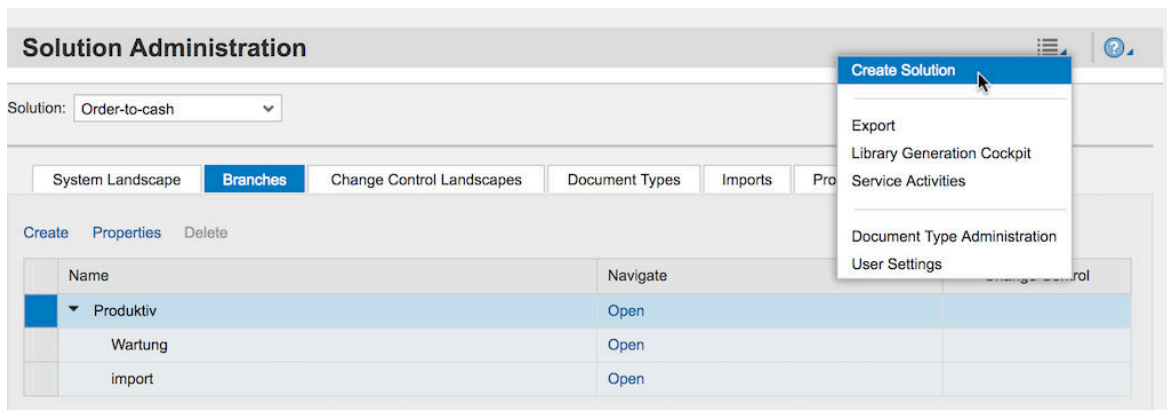 Solution Administration
Create Solution
Solution: Order-to-cash
Export
Library Generation Cockpit
Service Activities
Document Type Administration
User Settings
System Landscape Branches Change Control Landscapes Document Types Imports Pro
Create Properties Delete
Name Navigate
Produktiv Open
Wartung Open
import Open